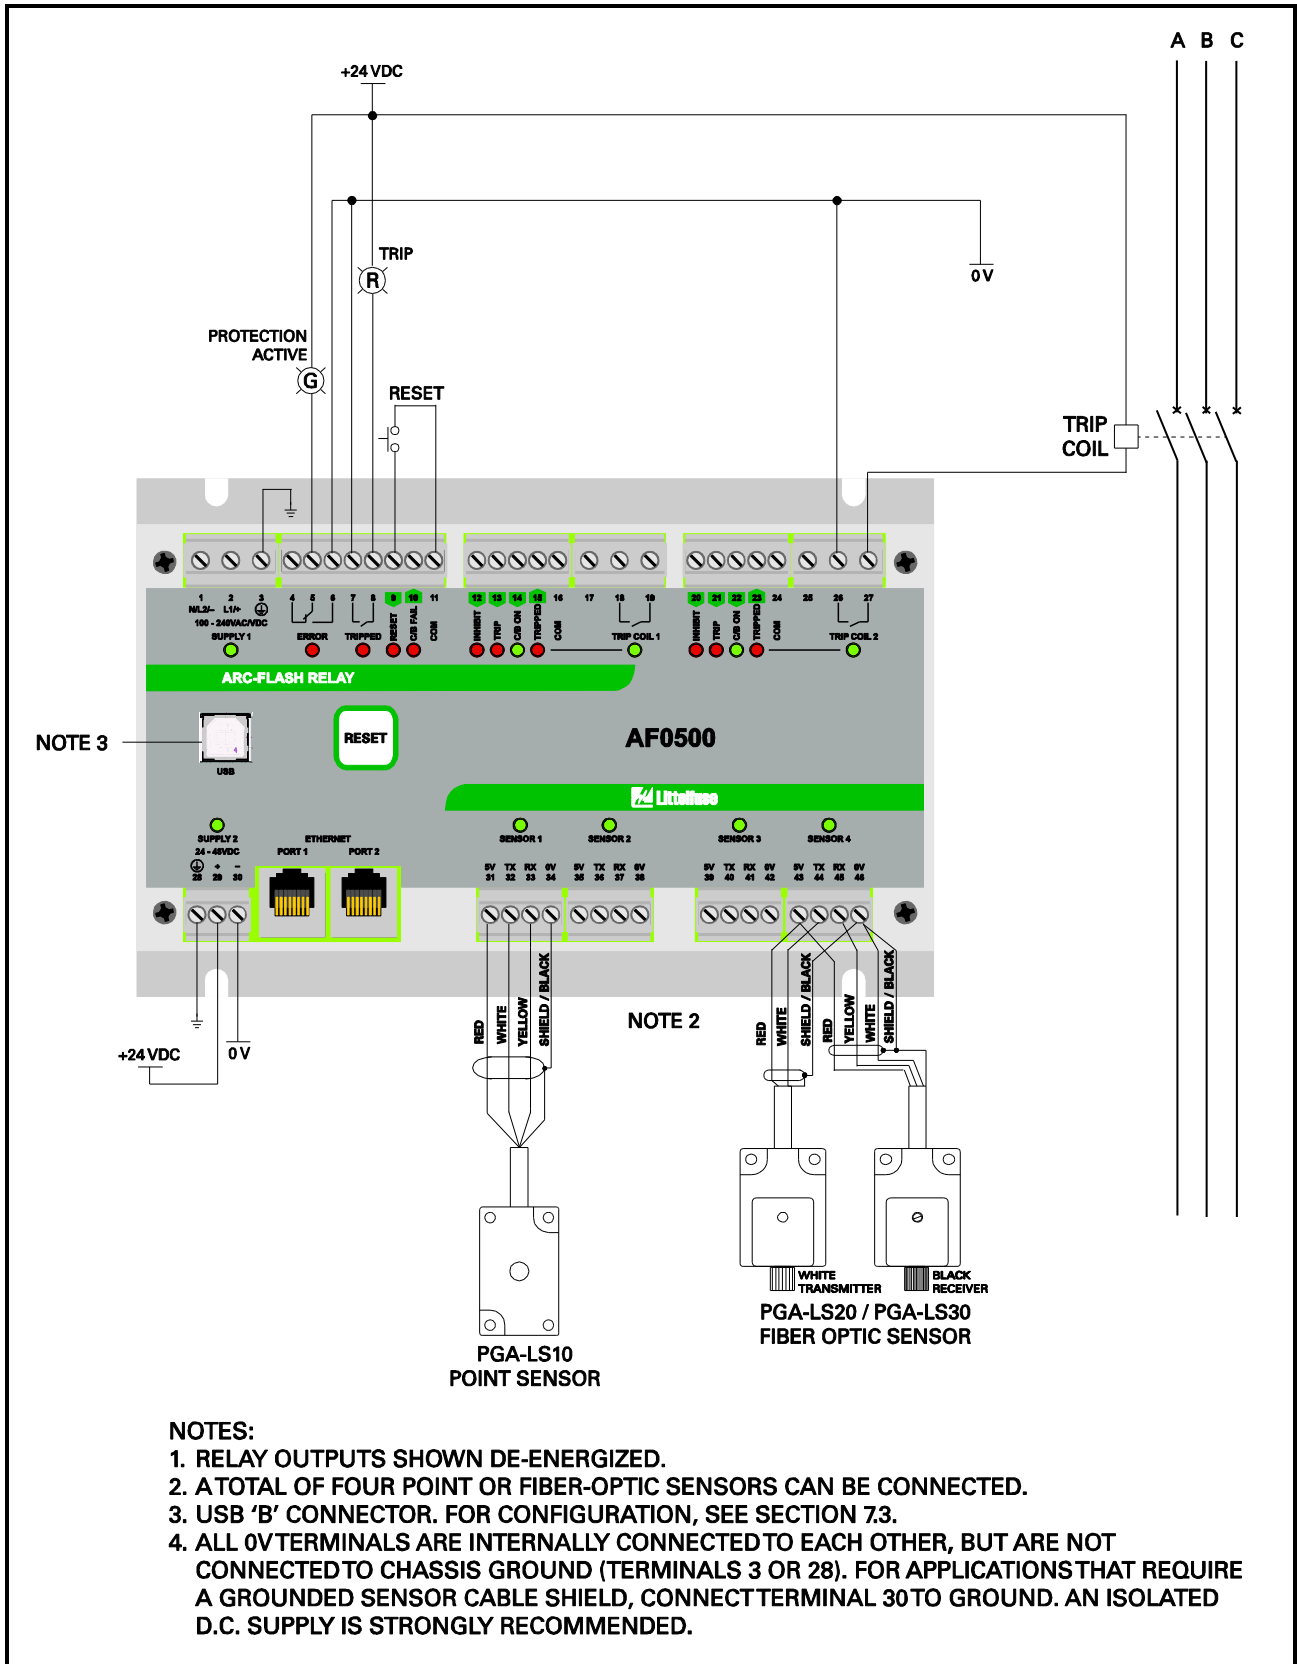 A B C
+24 VDC
TRIP
R
0 V
PROTECTION
ACTIVE
G
RESET
TRIP
COIL
1 2 3 4 5 6 7 8 9 10 11 12 13 14 15 16 17 18 19 20 21 22 23 24 25 26 27
N/L2/– L1/+
100 - 240VAC/VDC
SUPPLY 1
ERROR
TRIPPED
RESET
C/B FAIL
COM
INHIBIT
TRIP
C/B ON
TRIPPED
COM
TRIP COIL 1
INHIBIT
TRIP
C/B ON
TRIPPED
COM
TRIP COIL 2
ARC-FLASH RELAY
NOTE 3
USB
RESET
AF0500
Littelfuse
SUPPLY 2
24 - 48VDC
+ –
28 29 30
ETHERNET
PORT 1 PORT 2
SENSOR 1 SENSOR 2 SENSOR 3 SENSOR 4
5V TX RX 0V 5V TX RX 0V 5V TX RX 0V 5V TX RX 0V
31 32 33 34 35 36 37 38 39 40 41 42 43 44 45 46
RED
WHITE
YELLOW
SHIELD / BLACK
NOTE 2
RED
WHITE
SHIELD / BLACK
RED
YELLOW
WHITE
SHIELD / BLACK
+24 VDC
0 V
WHITE
TRANSMITTER
BLACK
RECEIVER
PGA-LS20 / PGA-LS30
FIBER OPTIC SENSOR
PGA-LS10
POINT SENSOR
NOTES:
1. RELAY OUTPUTS SHOWN DE-ENERGIZED.
2. A TOTAL OF FOUR POINT OR FIBER-OPTIC SENSORS CAN BE CONNECTED.
3. USB ‘B’ CONNECTOR. FOR CONFIGURATION, SEE SECTION 7.3.
4. ALL 0V TERMINALS ARE INTERNALLY CONNECTED TO EACH OTHER, BUT ARE NOT
CONNECTED TO CHASSIS GROUND (TERMINALS 3 OR 28). FOR APPLICATIONS THAT REQUIRE
A GROUNDED SENSOR CABLE SHIELD, CONNECT TERMINAL 30 TO GROUND. AN ISOLATED
D.C. SUPPLY IS STRONGLY RECOMMENDED.